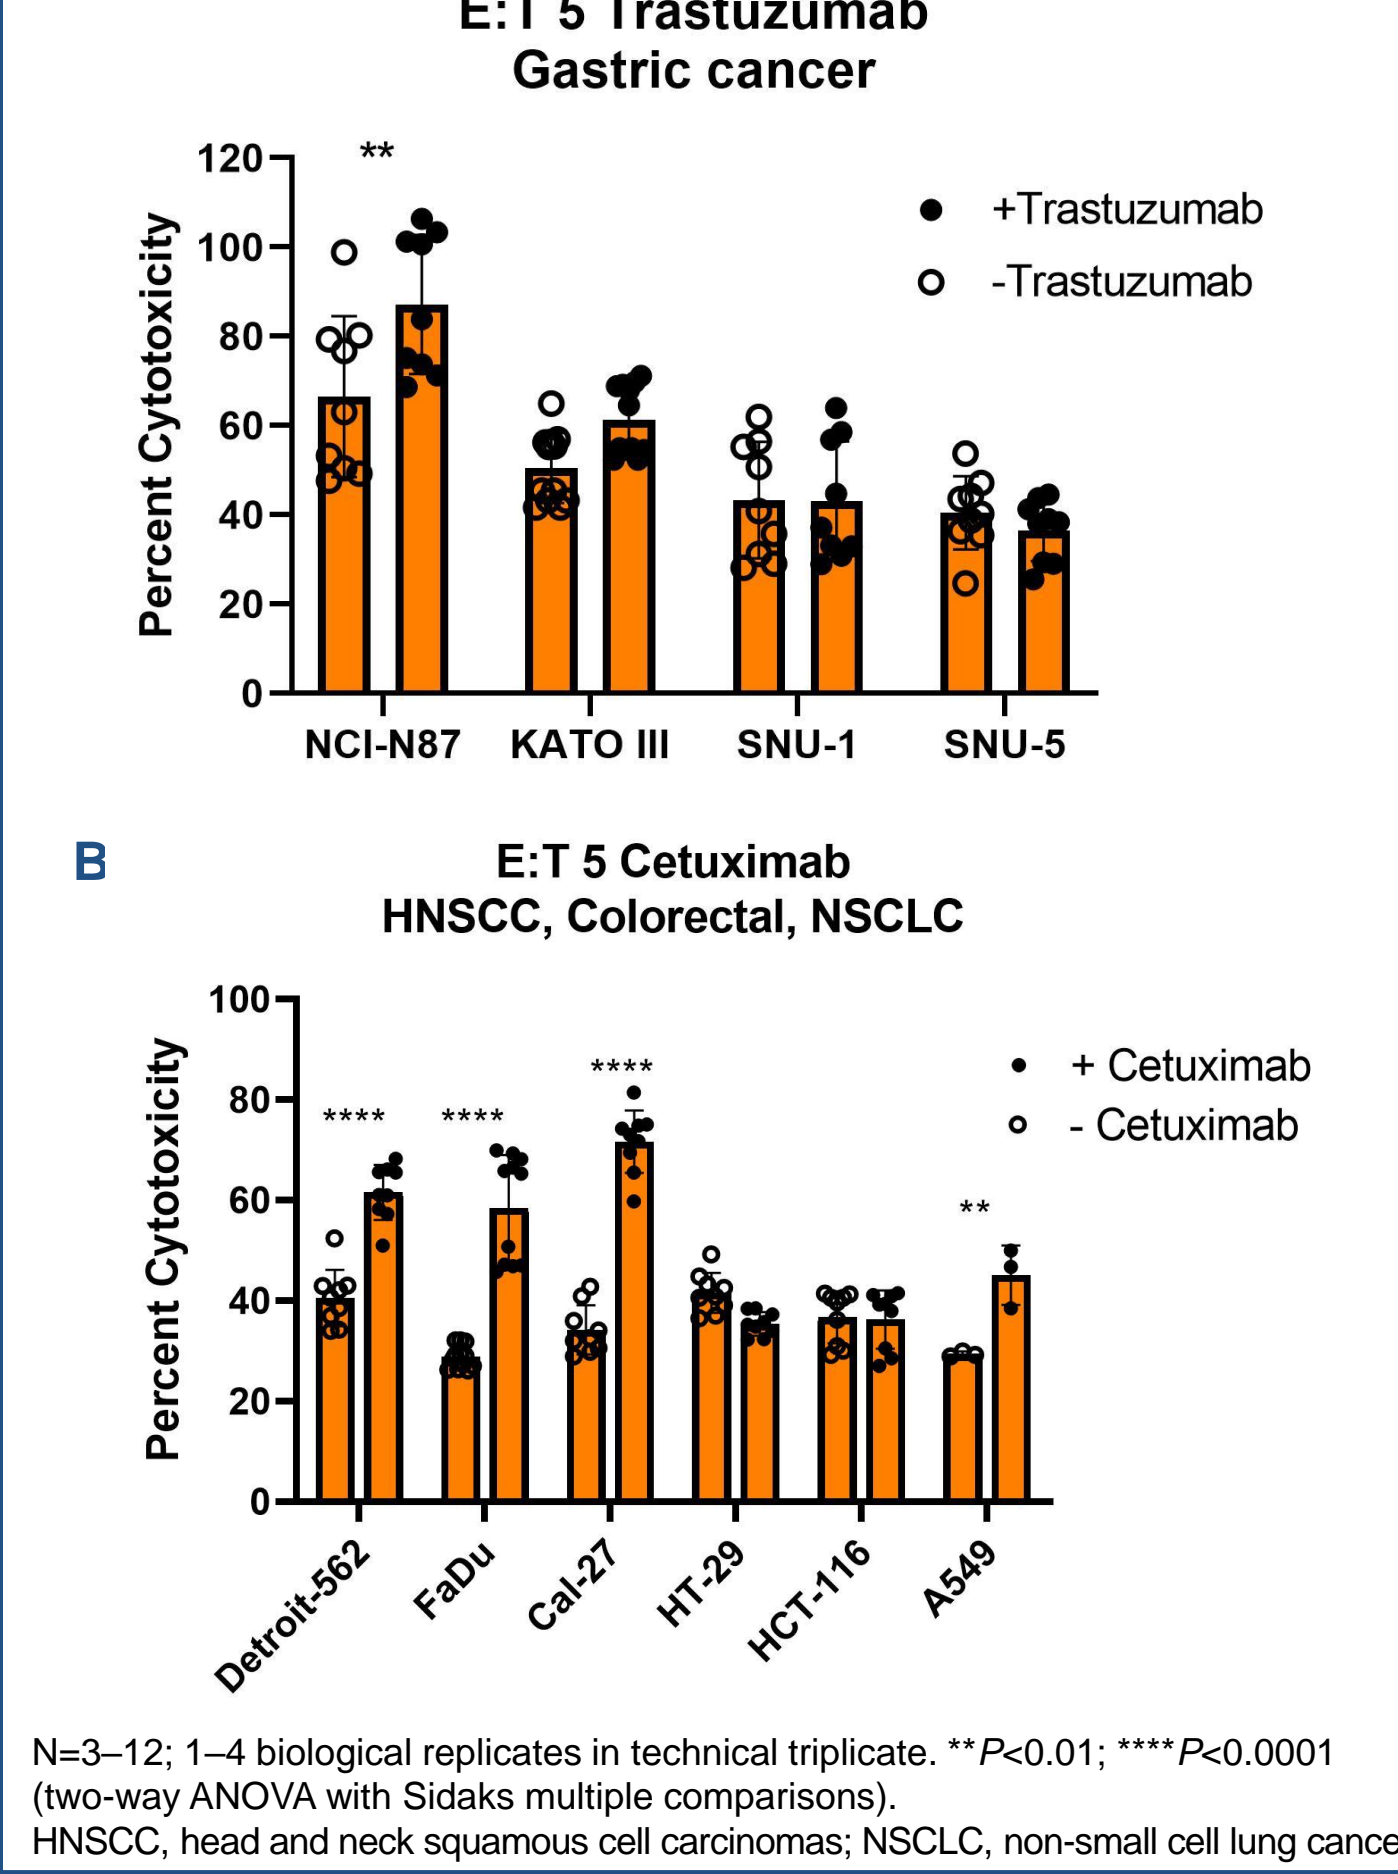 E:T 5 Trastuzumab
Gastric cancer
**
120
100
80
60
40
20
0
Percent Cytotoxicity
+Trastuzumab
-Trastuzumab
NCI-N87
KATO III
SNU-1
SNU-5
B
E:T 5 Cetuximab
HNSCC, Colorectal, NSCLC
100
80
60
40
20
0
Percent Cytotoxicity
****
****
****
**
+ Cetuximab
- Cetuximab
Detroit-562
FaDu
Cal-27
HT-29
HCT-116
A549
N=3–12; 1–4 biological replicates in technical triplicate. **P<0.01; ****P<0.0001
(two-way ANOVA with Sidaks multiple comparisons).
HNSCC, head and neck squamous cell carcinomas; NSCLC, non-small cell lung cance